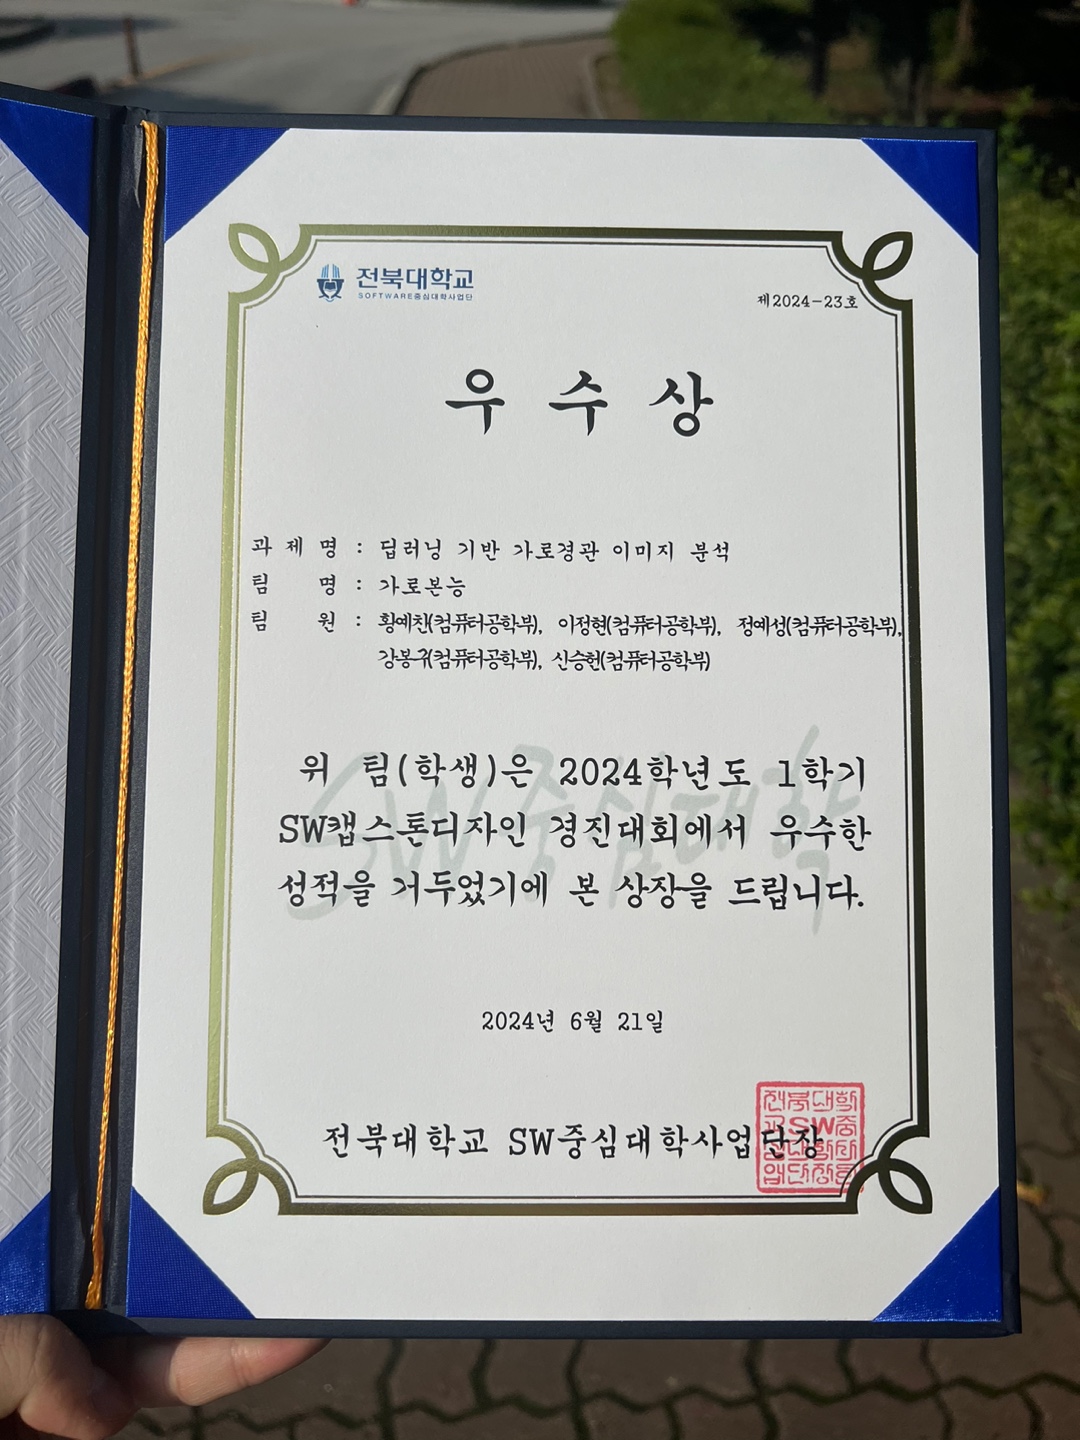 전북대학교
SOFTWARE중심대학사업단
제2024-23호
우 수 상
과 제 명 : 딥러닝 기반 가로경관 이미지 분석
팀 명 : 가로본능
팀 원 : 황예찬(컴퓨터공학부), 이정현(컴퓨터공학부), 정예성(컴퓨터공학부),
강봉구(컴퓨터공학부), 신승헌(컴퓨터공학부)
SW중심대학
위 팀(학생)은 2024학년도 1학기
SW캡스톤디자인 경진대회에서 우수한
성적을 거두었기에 본 상장을 드립니다.
2024년 6월 21일
전북대학교 SW중심대학사업단장
전북대학
교SW중
심대학사
업단장인